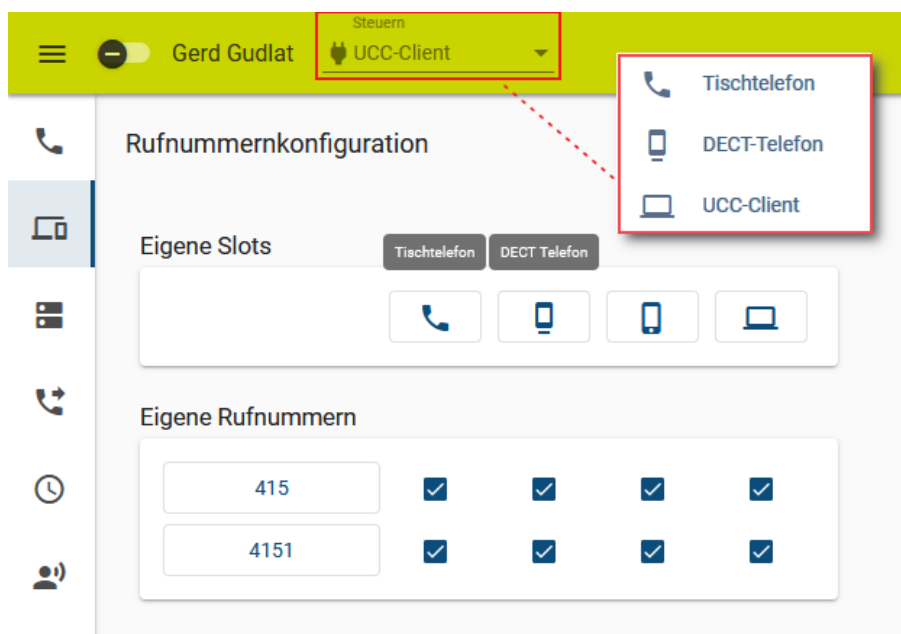 Steuern
Gerd Gudlat
UCC-Client
Tischtelefon
DECT-Telefon
UCC-Client
Rufnummernkonfiguration
Eigene Slots
Tischtelefon
DECT Telefon
Eigene Rufnummern
415
4151